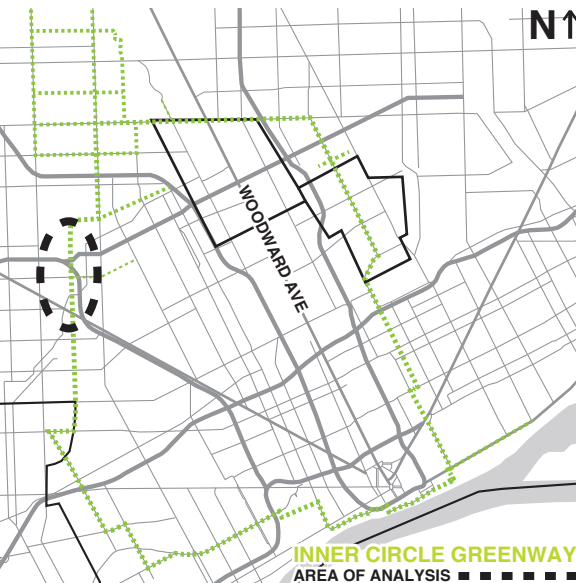 N↑
WOODWARD AVE
INNER CIRCLE GREENWAY
AREA OF ANALYSIS